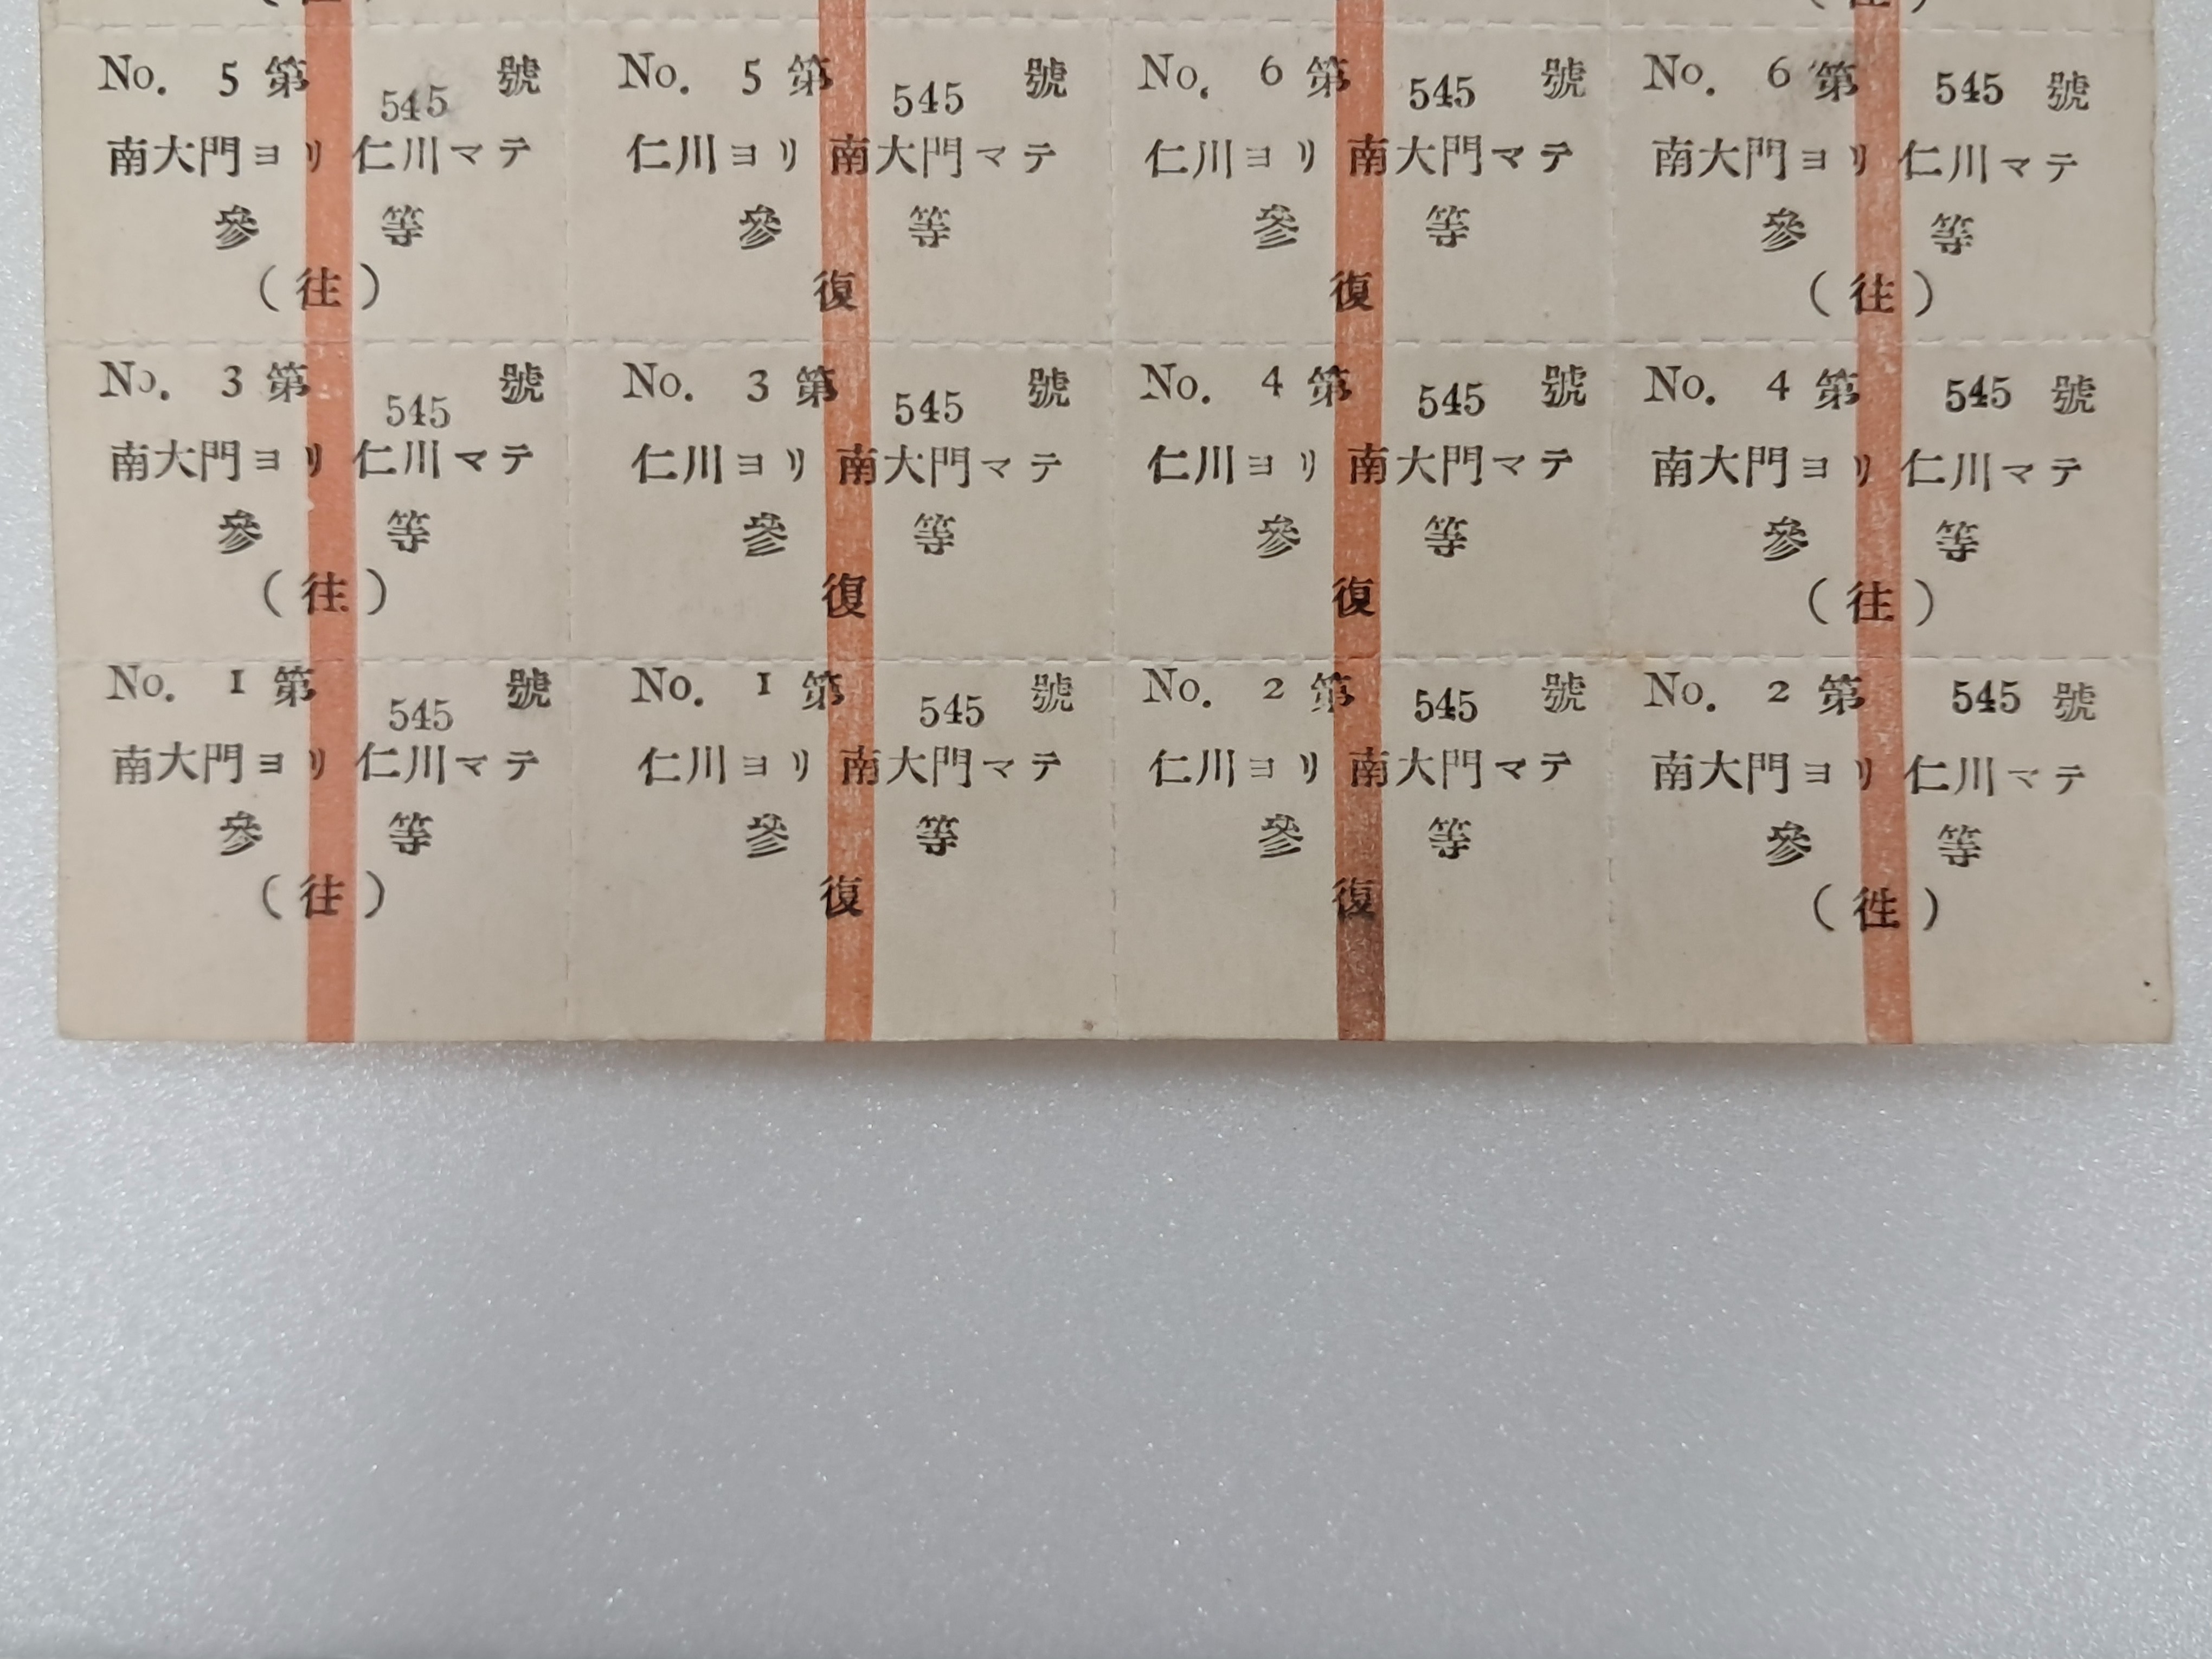 No. 5 第 545 號
南大門ヨリ 仁川マテ
參 等
(往)
No. 5 第 545 號
仁川ヨリ 南大門マテ
參 等
復
No. 6 第 545 號
仁川ヨリ 南大門マテ
參 等
復
No. 6 第 545 號
南大門ヨリ 仁川マテ
參 等
(往)
No. 3 第 545 號
南大門ヨリ 仁川マテ
參 等
(往)
No. 3 第 545 號
仁川ヨリ 南大門マテ
參 等
復
No. 4 第 545 號
仁川ヨリ 南大門マテ
參 等
復
No. 4 第 545 號
南大門ヨリ 仁川マテ
參 等
(往)
No. 1 第 545 號
南大門ヨリ 仁川マテ
參 等
(往)
No. 1 第 545 號
仁川ヨリ 南大門マテ
參 等
復
No. 2 第 545 號
仁川ヨリ 南大門マテ
參 等
復
No. 2 第 545 號
南大門ヨリ 仁川マテ
參 等
(徃)